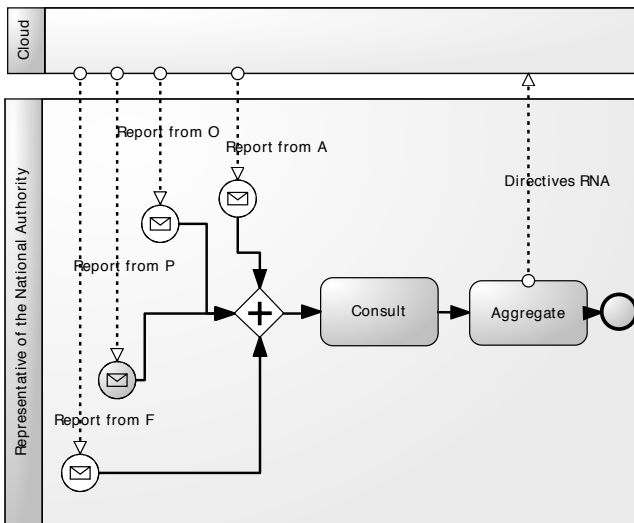 Cloud
Representative of the National Authority
Report from O
Report from A
Directives RNA
Report from P
Consult
Aggregate
Report from F